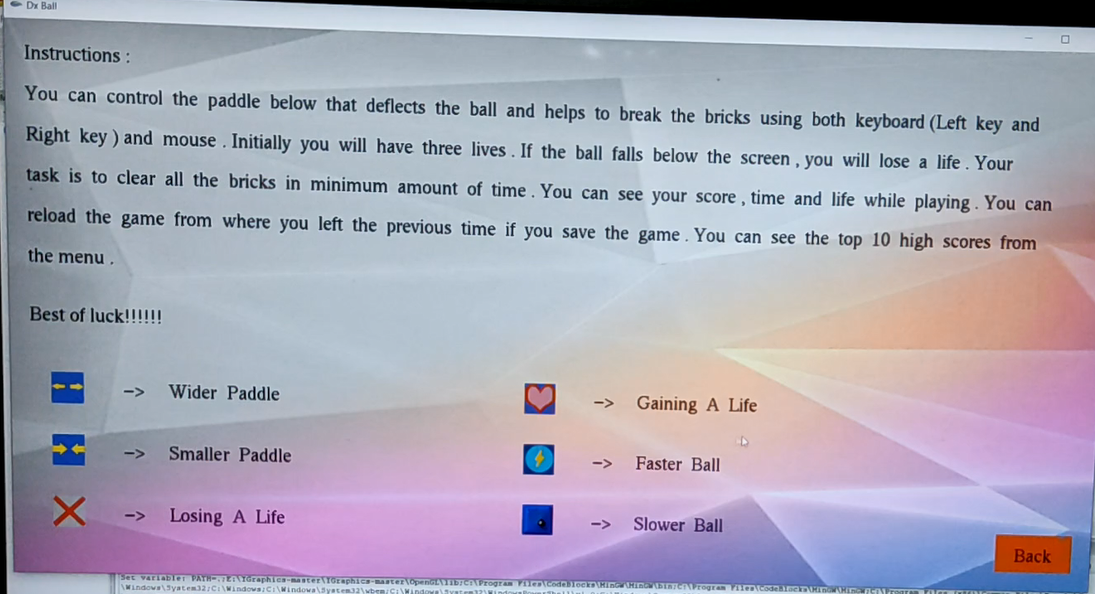 Dx Ball
Instructions :
You can control the paddle below that deflects the ball and helps to break the bricks using both keyboard (Left key and
Right key ) and mouse . Initially you will have three lives . If the ball falls below the screen , you will lose a life . Your
task is to clear all the bricks in minimum amount of time . You can see your score , time and life while playing . You can
reload the game from where you left the previous time if you save the game . You can see the top 10 high scores from
the menu .
Best of luck!!!!!!
-> Wider Paddle
-> Smaller Paddle
-> Losing A Life
-> Gaining A Life
-> Faster Ball
-> Slower Ball
Back
Set variable: PATH=.;E:\IGraphics-master\IGraphics-master\OpenGL\lib;C:\Program Files\CodeBlocks\MinGW\MinGW\bin;C:\Program Files\CodeBlocks\MinGW\MinGW;C:\Program Files
\Windows\System32;C:\Windows;C:\Windows\System32\wbem;C:\Windows\System32\